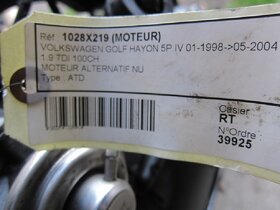 Réf 1028X219 (MOTEUR)
VOLKSWAGEN GOLF HAYON 5P IV 01-1998->05-2004
1.9 TDI 100CH
MOTEUR ALTERNATIF NU
Type : ATD
Casier
RT
N°Ordre :
39925